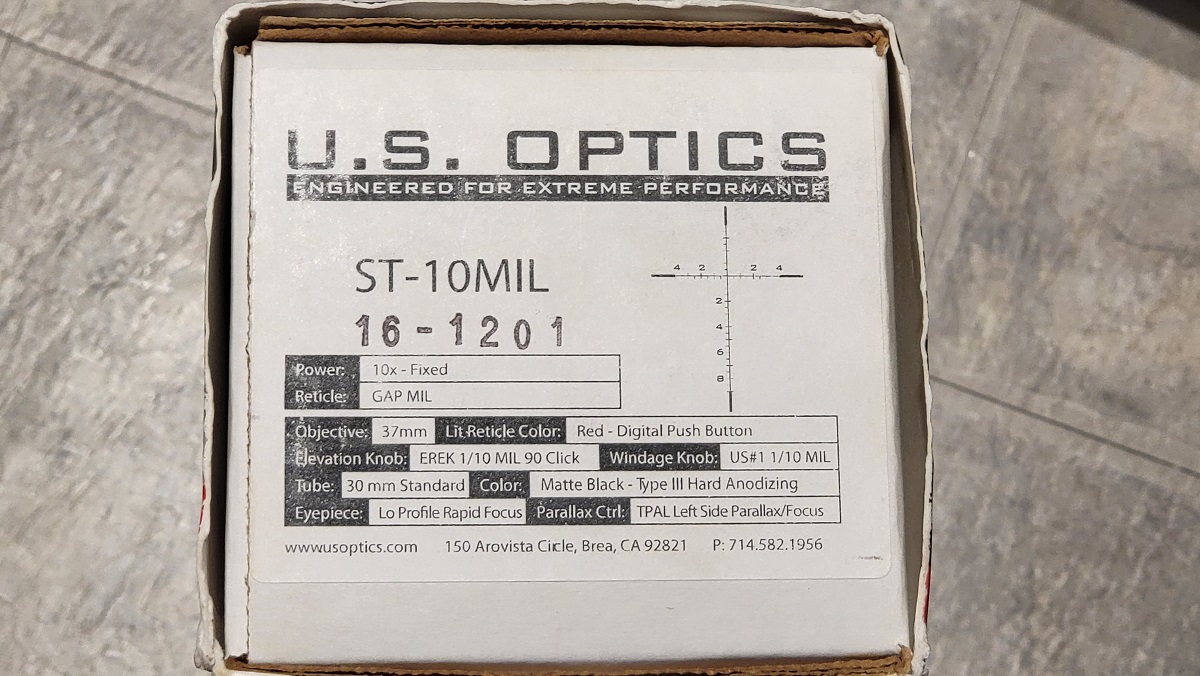 U.S. OPTICS
ENGINEERED FOR EXTREME PERFORMANCE
ST-10MIL
16-1201
4 2 2 4
2
4
6
8
Power: 10x - Fixed
Reticle: GAP MIL
Objective: 37mm Lit Reticle Color: Red - Digital Push Button
Elevation Knob: EREK 1/10 MIL 90 Click Windage Knob: US#1 1/10 MIL
Tube: 30 mm Standard Color: Matte Black - Type III Hard Anodizing
Eyepiece: Lo Profile Rapid Focus Parallax Ctrl: TPAL Left Side Parallax/Focus
www.usoptics.com 150 Arovista Circle, Brea, CA 92821 P: 714.582.1956